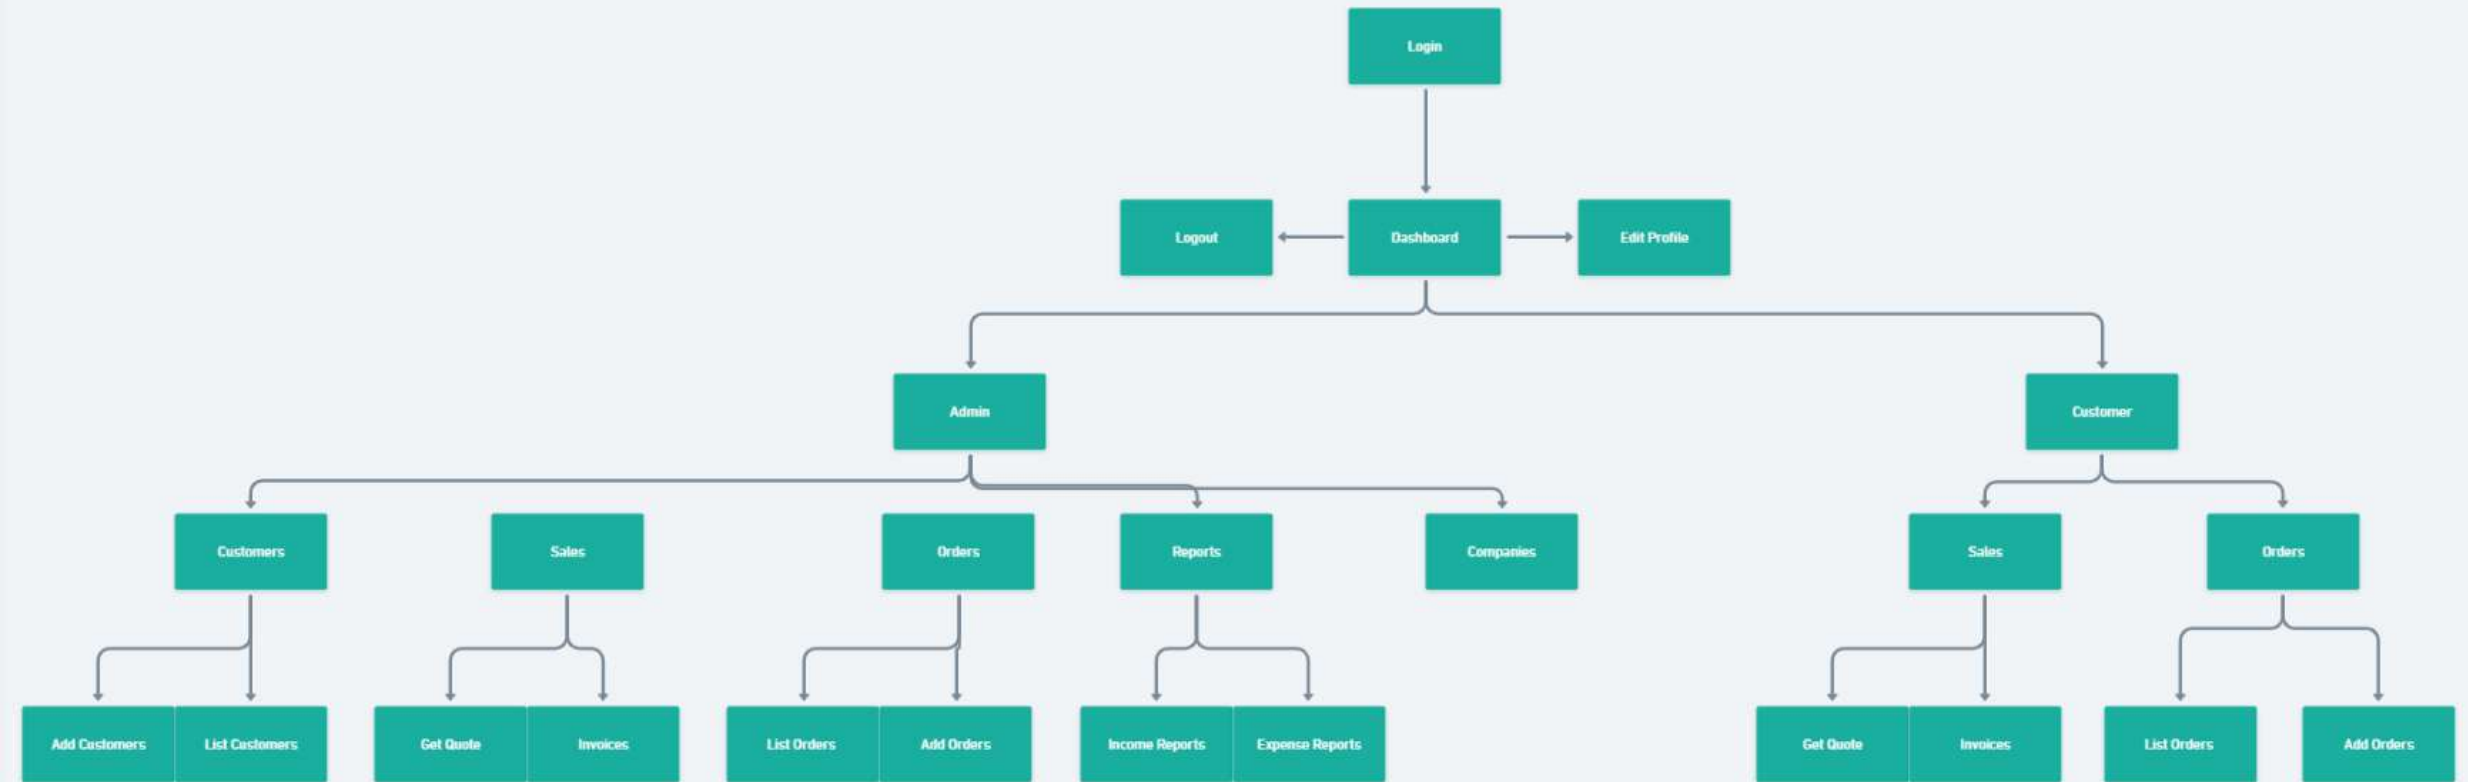 Login
Logout
Dashboard
Edit Profile
Admin
Customer
Customers
Sales
Orders
Reports
Companies
Sales
Orders
Add Customers
List Customers
Get Quote
Invoices
List Orders
Add Orders
Income Reports
Expense Reports
Get Quote
Invoices
List Orders
Add Orders